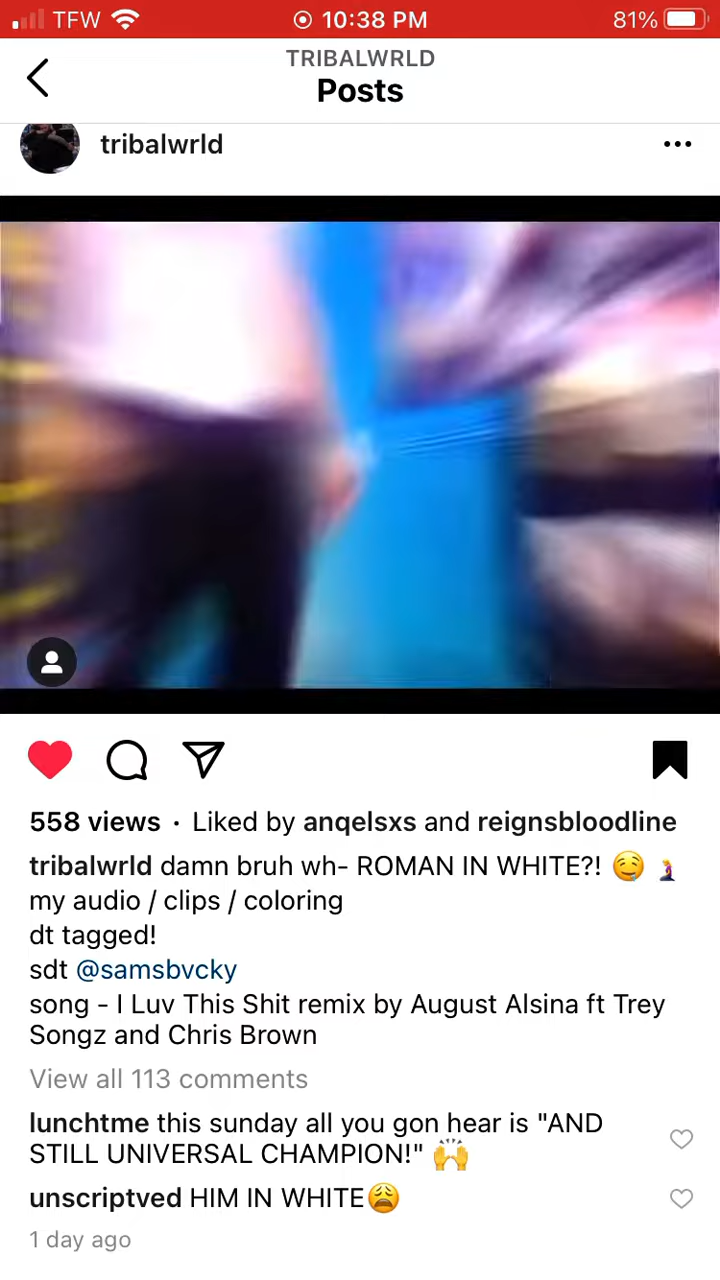 TFW 10:38 PM 81%
TRIBALWRLD
Posts
tribalwrld
558 views · Liked by anqelsxs and reignsbloodline
tribalwrld damn bruh wh- ROMAN IN WHITE?! 🤤 🧎‍♀️
my audio / clips / coloring
dt tagged!
sdt @samsbvcky
song - I Luv This Shit remix by August Alsina ft Trey
Songz and Chris Brown
View all 113 comments
lunchtme this sunday all you gon hear is "AND
STILL UNIVERSAL CHAMPION!" 🙌
unscriptved HIM IN WHITE😩
1 day ago